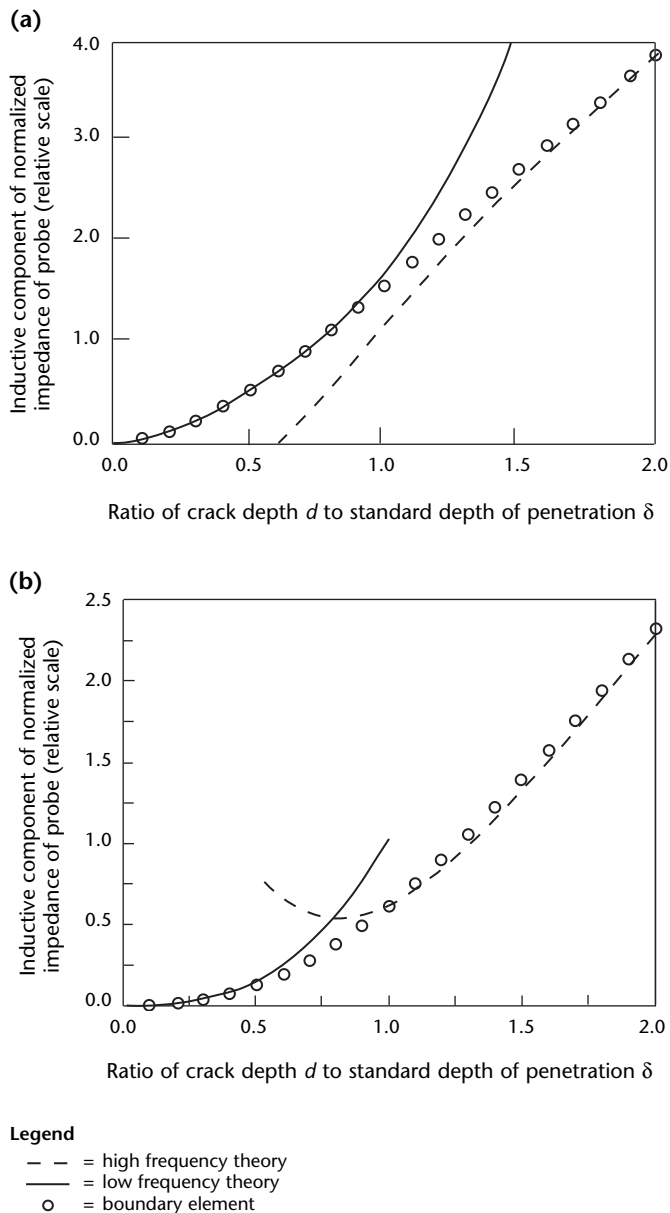 (a)
Inductive component of normalized
impedance of probe (relative scale)
4.0
3.0
2.0
1.0
0.0
0.0 0.5 1.0 1.5 2.0
Ratio of crack depth d to standard depth of penetration δ
(b)
Inductive component of normalized
impedance of probe (relative scale)
2.5
2.0
1.5
1.0
0.5
0.0
0.0 0.5 1.0 1.5 2.0
Ratio of crack depth d to standard depth of penetration δ
Legend
= high frequency theory
= low frequency theory
= boundary element